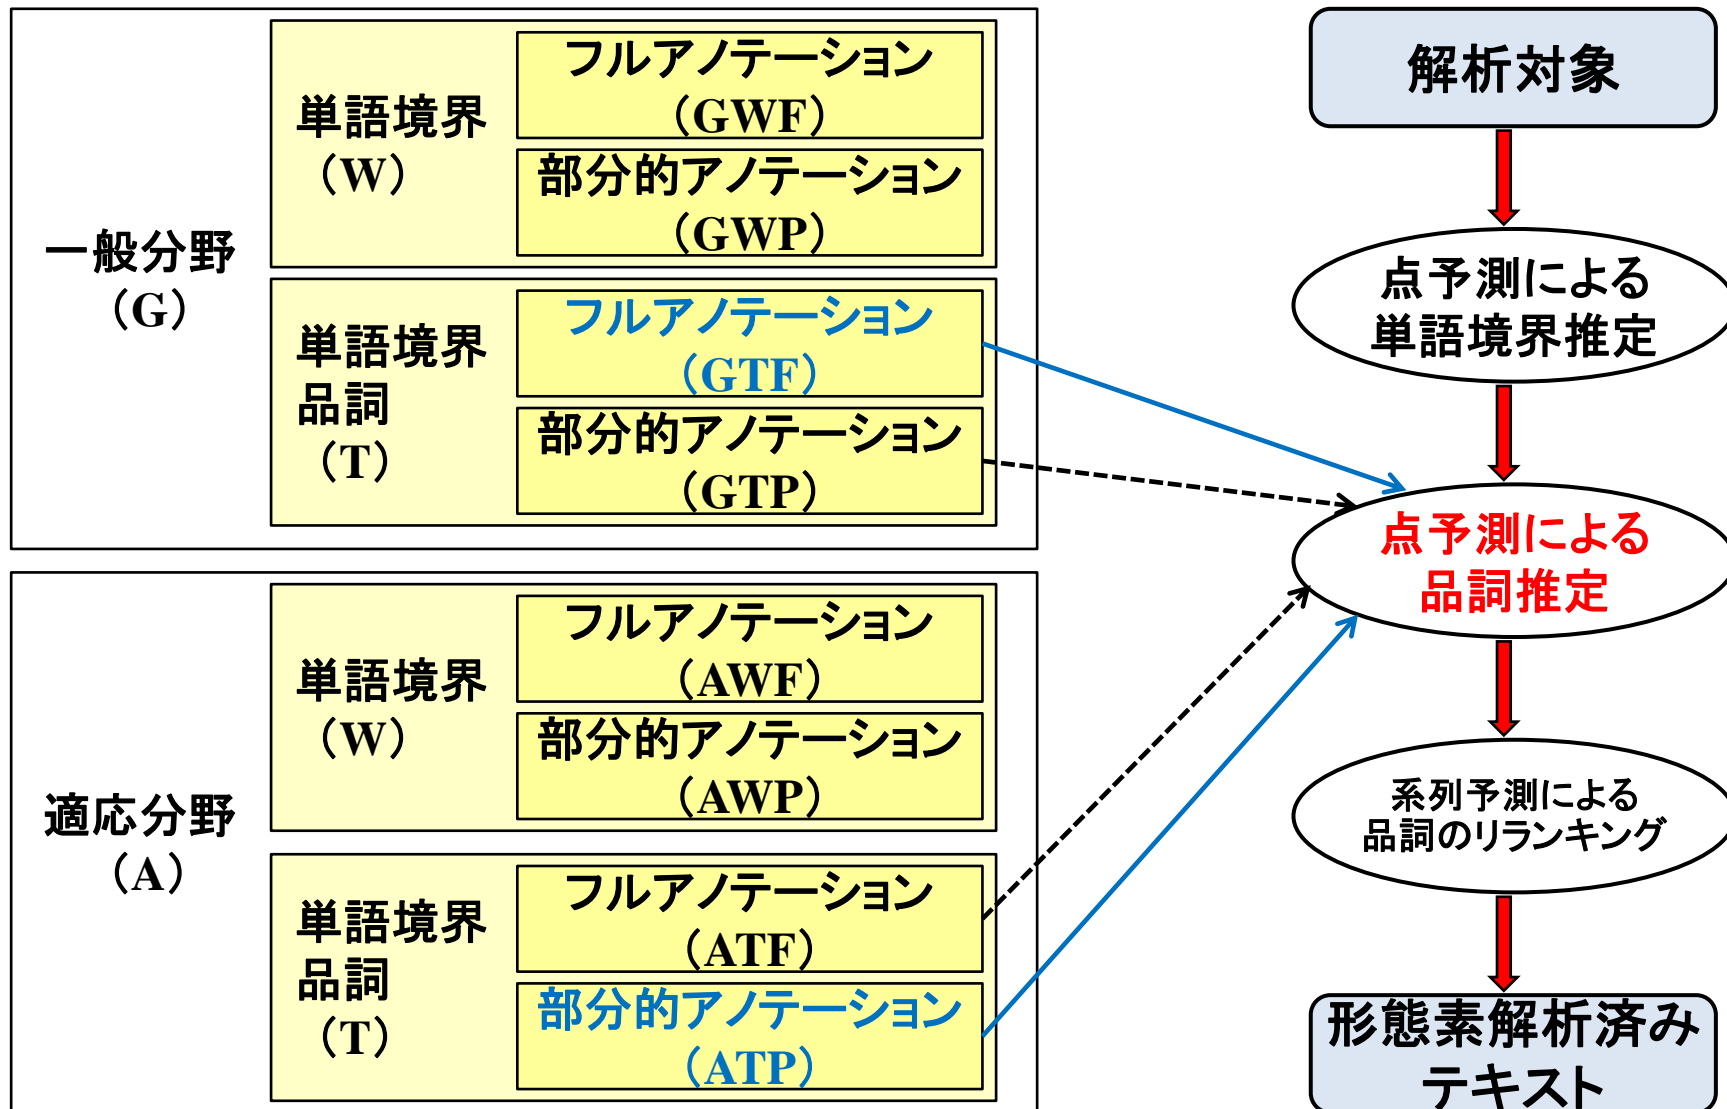 一般分野
（G）
単語境界
（W）
フルアノテーション
（GWF）
部分的アノテーション
（GWP）
単語境界
品詞
（T）
フルアノテーション
（GTF）
部分的アノテーション
（GTP）
適応分野
（A）
単語境界
（W）
フルアノテーション
（AWF）
部分的アノテーション
（AWP）
単語境界
品詞
（T）
フルアノテーション
（ATF）
部分的アノテーション
（ATP）
解析対象
点予測による
単語境界推定
点予測による
品詞推定
系列予測による
品詞のリランキング
形態素解析済み
テキスト